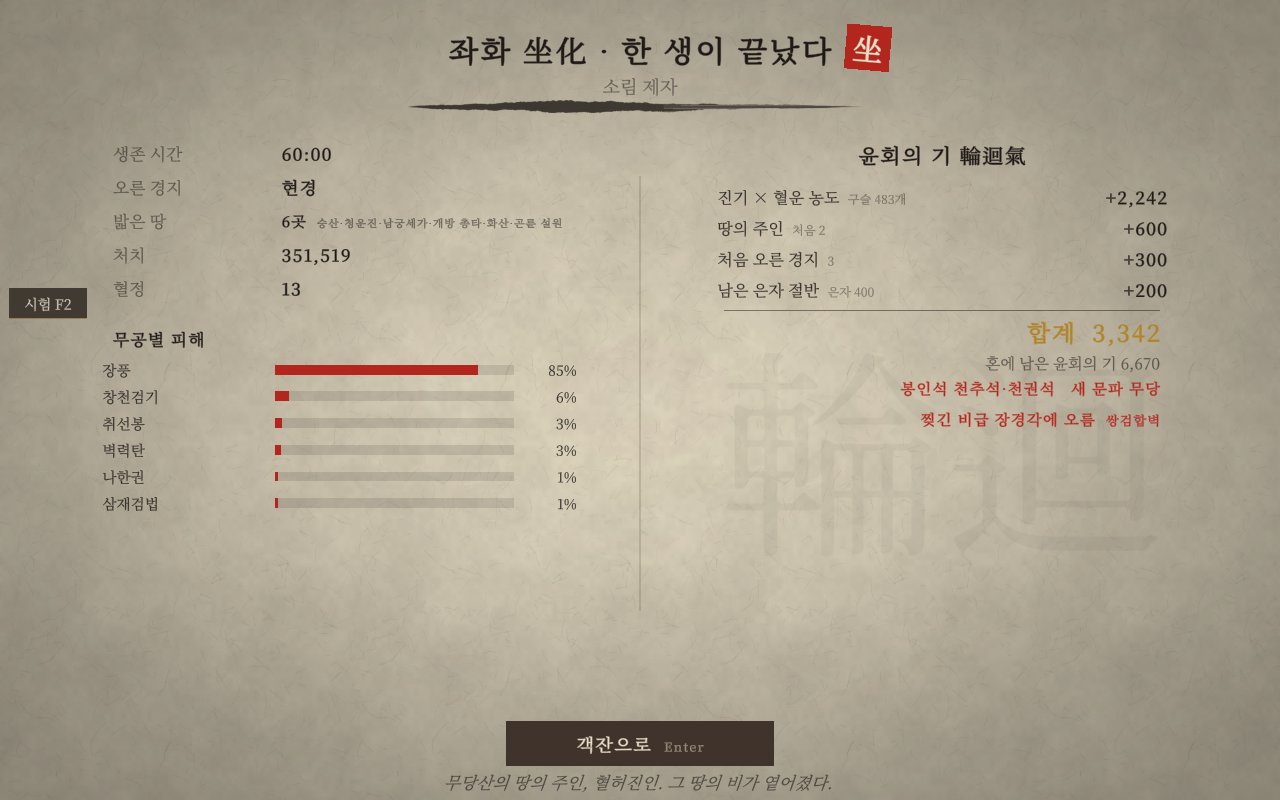 좌화 坐化 · 한 생이 끝났다 坐
소림 제자
생존 시간 60:00
오른 경지 현경
밟은 땅 6곳 숭산·청운진·남궁세가·개방 총타·화산·곤륜 설원
처치 351,519
혈정 13
시험 F2
무공별 피해
장풍 85%
창천검기 6%
취선봉 3%
벽력탄 3%
나한권 1%
삼재검법 1%
윤회의 기 輪迴氣
진기 × 혈운 농도 구슬 483개 +2,242
땅의 주인 처음 2 +600
처음 오른 경지 3 +300
남은 은자 절반 은자 400 +200
합계 3,342
혼에 남은 윤회의 기 6,670
봉인석 천추석·천권석 새 문파 무당
찢긴 비급 장경각에 오름 쌍검합벽
輪迴
객잔으로 Enter
무당산의 땅의 주인, 혈허진인. 그 땅의 비가 옅어졌다.